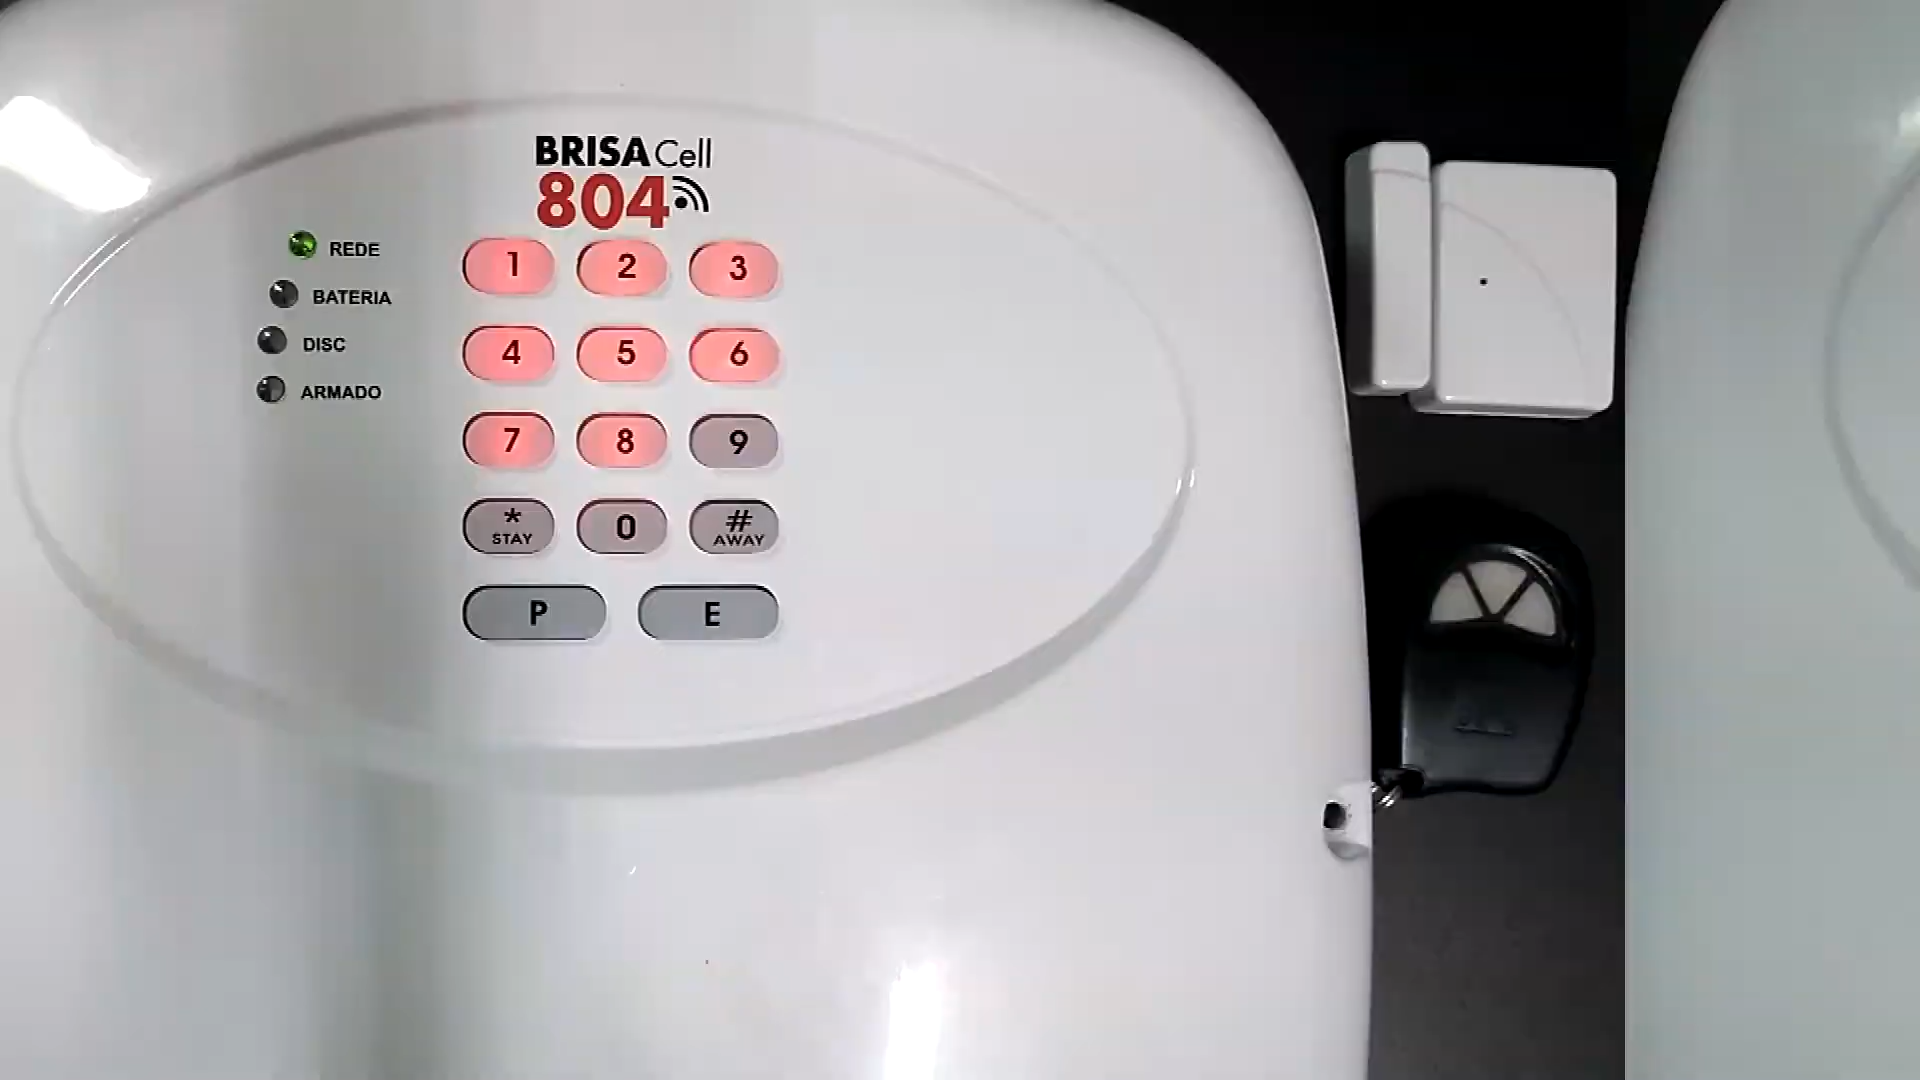 BRISA Cell
804
REDE
BATERIA
DISC
ARMADO
1 2 3
4 5 6
7 8 9
* 0 #
STAY AWAY
P E